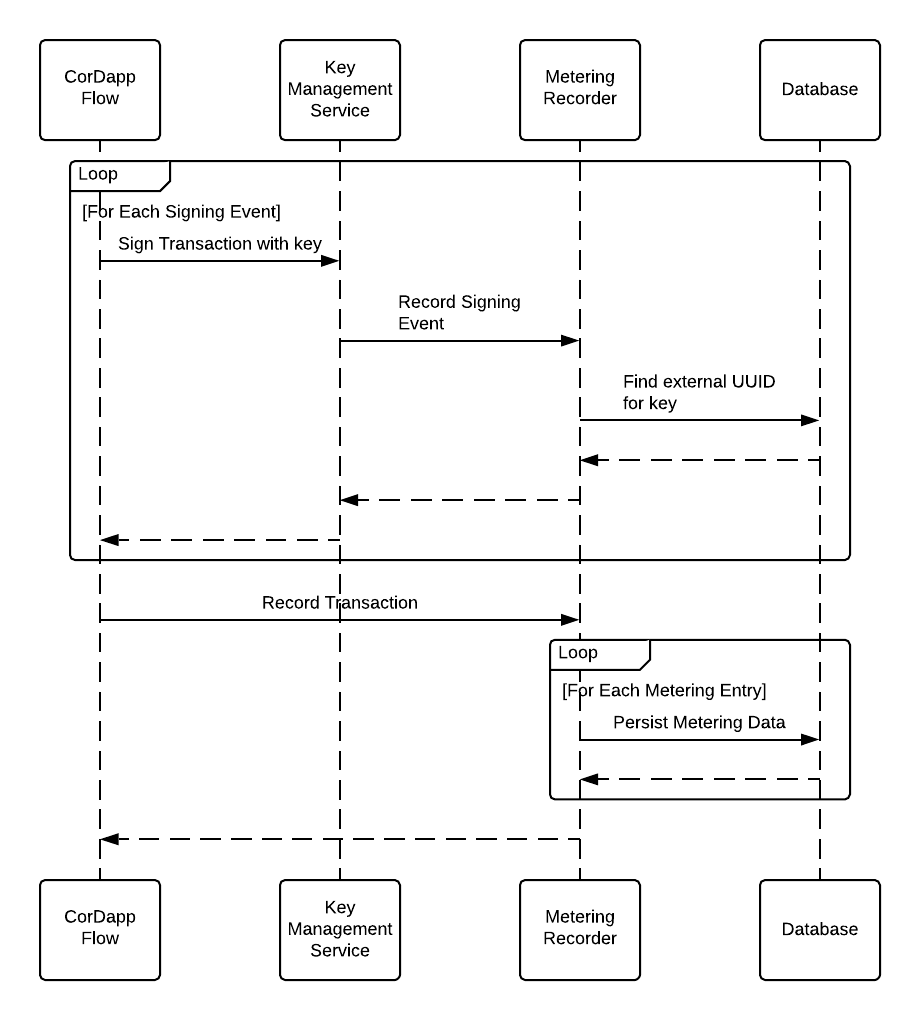 CorDapp
Flow
Key
Management
Service
Metering
Recorder
Database
Loop
[For Each Signing Event]
Sign Transaction with key
Record Signing
Event
Find external UUID
for key
Record Transaction
Loop
[For Each Metering Entry]
Persist Metering Data
CorDapp
Flow
Key
Management
Service
Metering
Recorder
Database